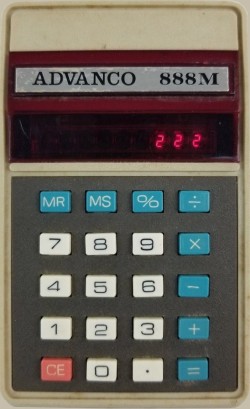 ADVANCO 888M
222
MR MS % ÷
7 8 9 ×
4 5 6 −
1 2 3 +
CE 0 · =